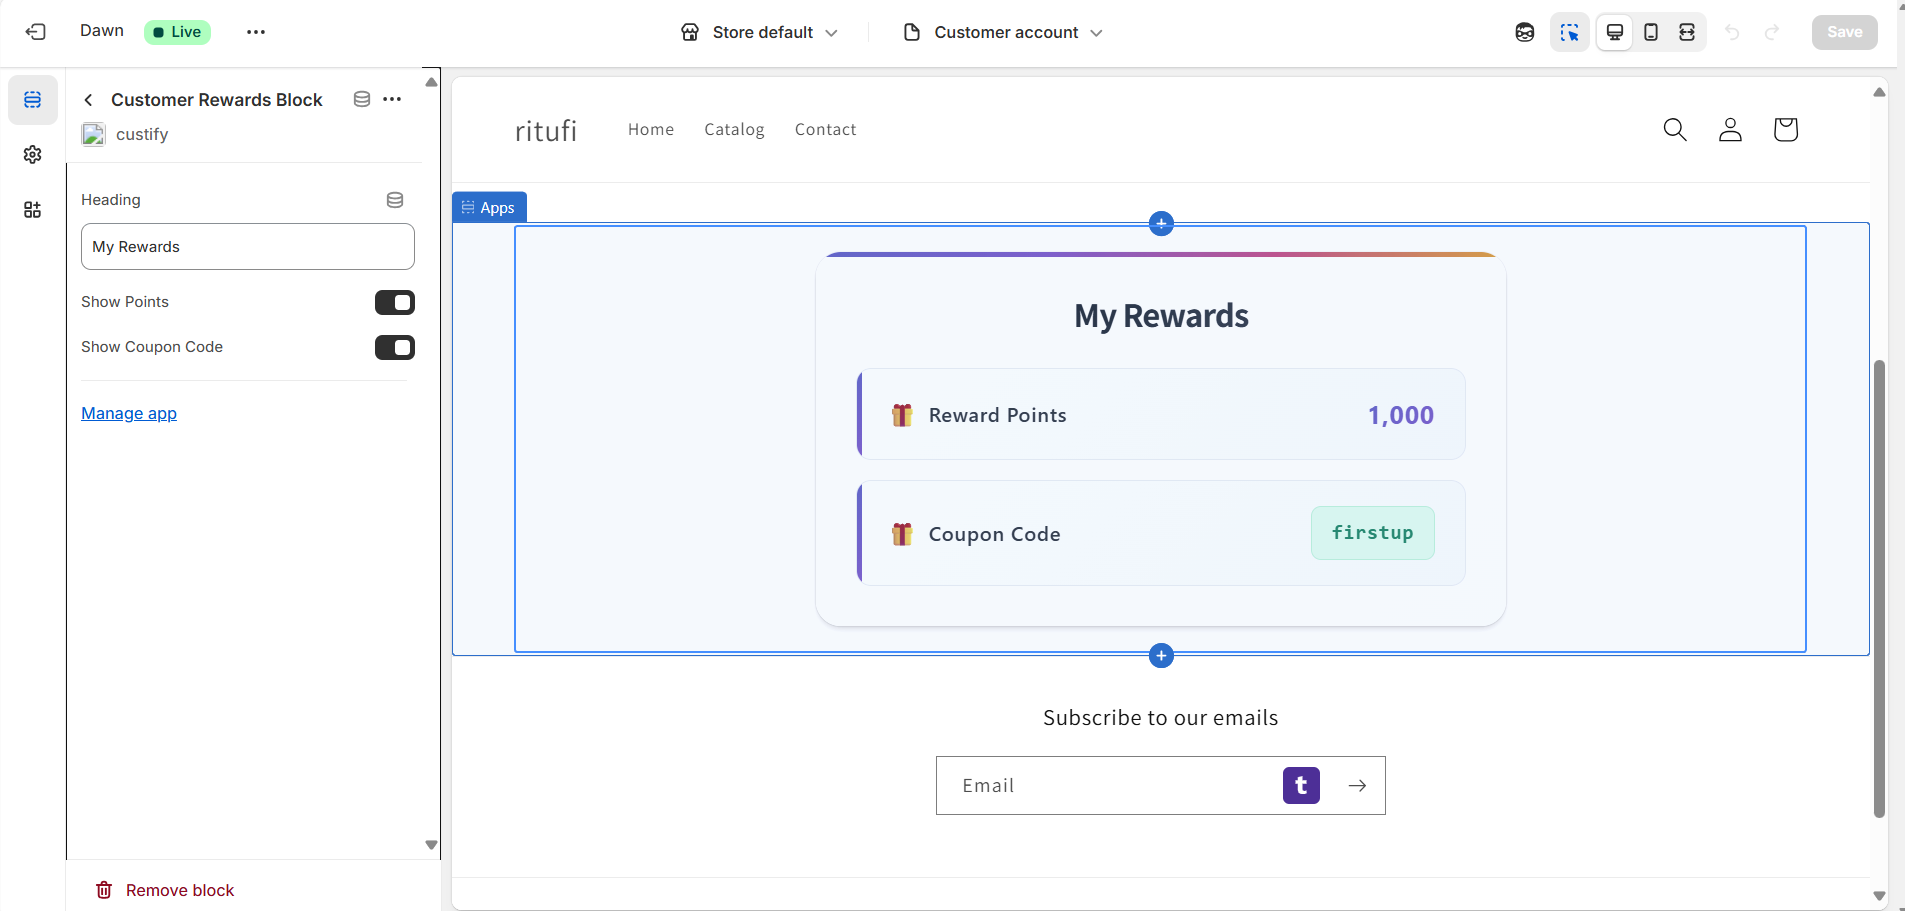 Dawn
Live
Store default
Customer account
Save
Customer Rewards Block
custify
Heading
My Rewards
Show Points
Show Coupon Code
Manage app
Remove block
ritufi
Home
Catalog
Contact
Apps
My Rewards
Reward Points
1,000
Coupon Code
firstup
Subscribe to our emails
Email
t